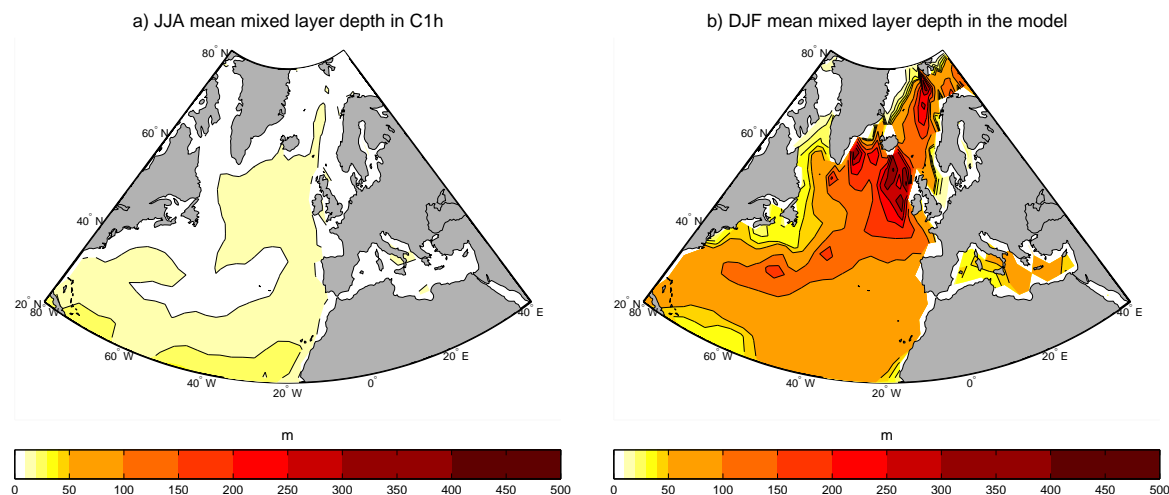 a) JJA mean mixed layer depth in C1h
b) DJF mean mixed layer depth in the model
80° N
60° N
40° N
20° N
80° W
60° W
40° W
20° W
0°
20° E
40° E
80° N
60° N
40° N
20° N
80° W
60° W
40° W
20° W
0°
20° E
40° E
m
0 50 100 150 200 250 300 350 400 450 500
m
0 50 100 150 200 250 300 350 400 450 500